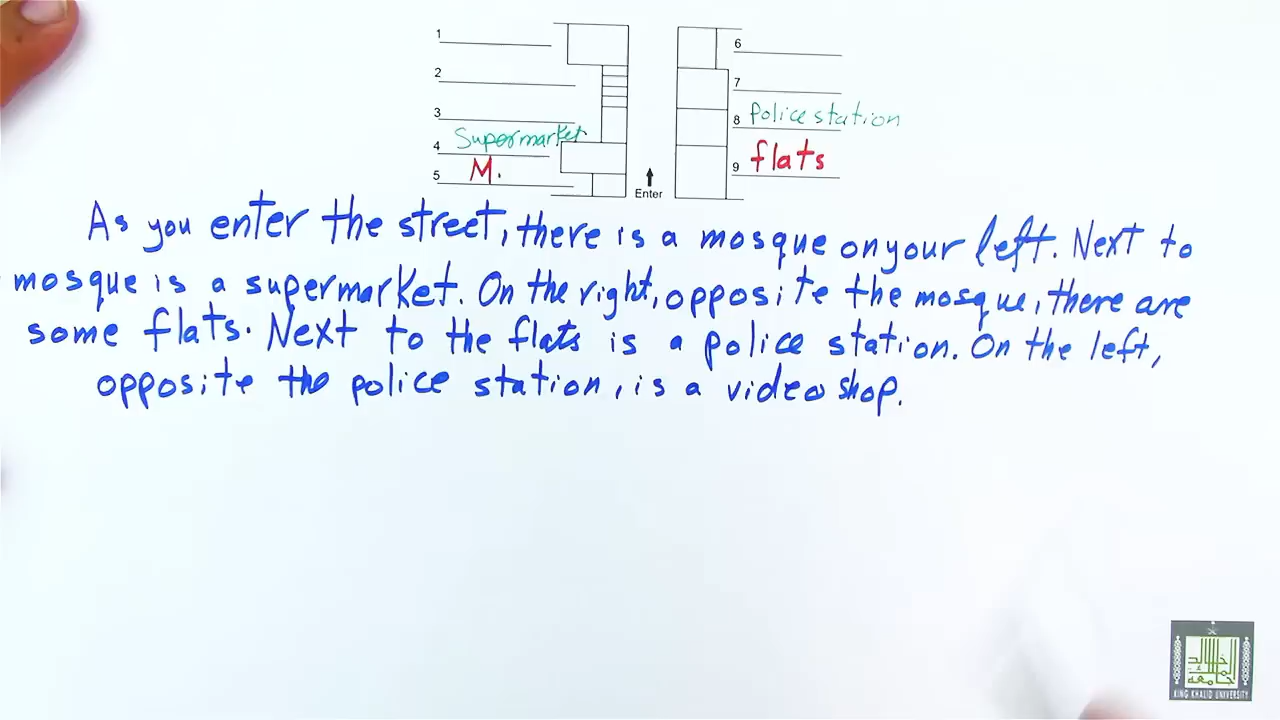 1
2
3
4 Supermarket
5 M.
6
7
8 Police station
9 flats
Enter
As you enter the street, there is a mosque on your left. Next to
mosque is a supermarket. On the right, opposite the mosque, there are
some flats. Next to the flats is a police station. On the left,
opposite the police station, is a video shop.
KING KHALID UNIVERSITY